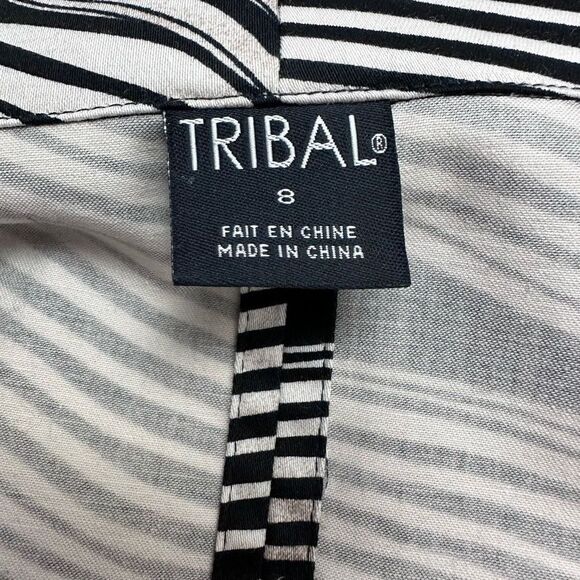 TRIBAL®
8
FAIT EN CHINE
MADE IN CHINA